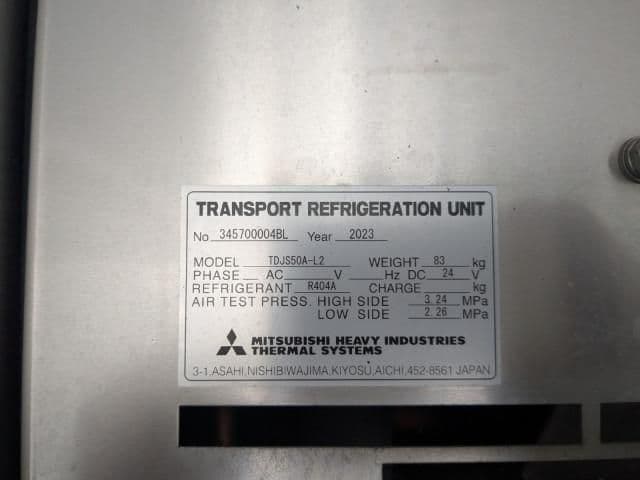 TRANSPORT REFRIGERATION UNIT
No 345700004BL Year 2023
MODEL TDJS50A-L2 WEIGHT 83 kg
PHASE AC V Hz DC 24 V
REFRIGERANT R404A CHARGE kg
AIR TEST PRESS. HIGH SIDE 3.24 MPa
LOW SIDE 2.26 MPa
MITSUBISHI HEAVY INDUSTRIES
THERMAL SYSTEMS
3-1,ASAHI,NISHIBIWAJIMA,KIYOSU,AICHI,452-8561 JAPAN